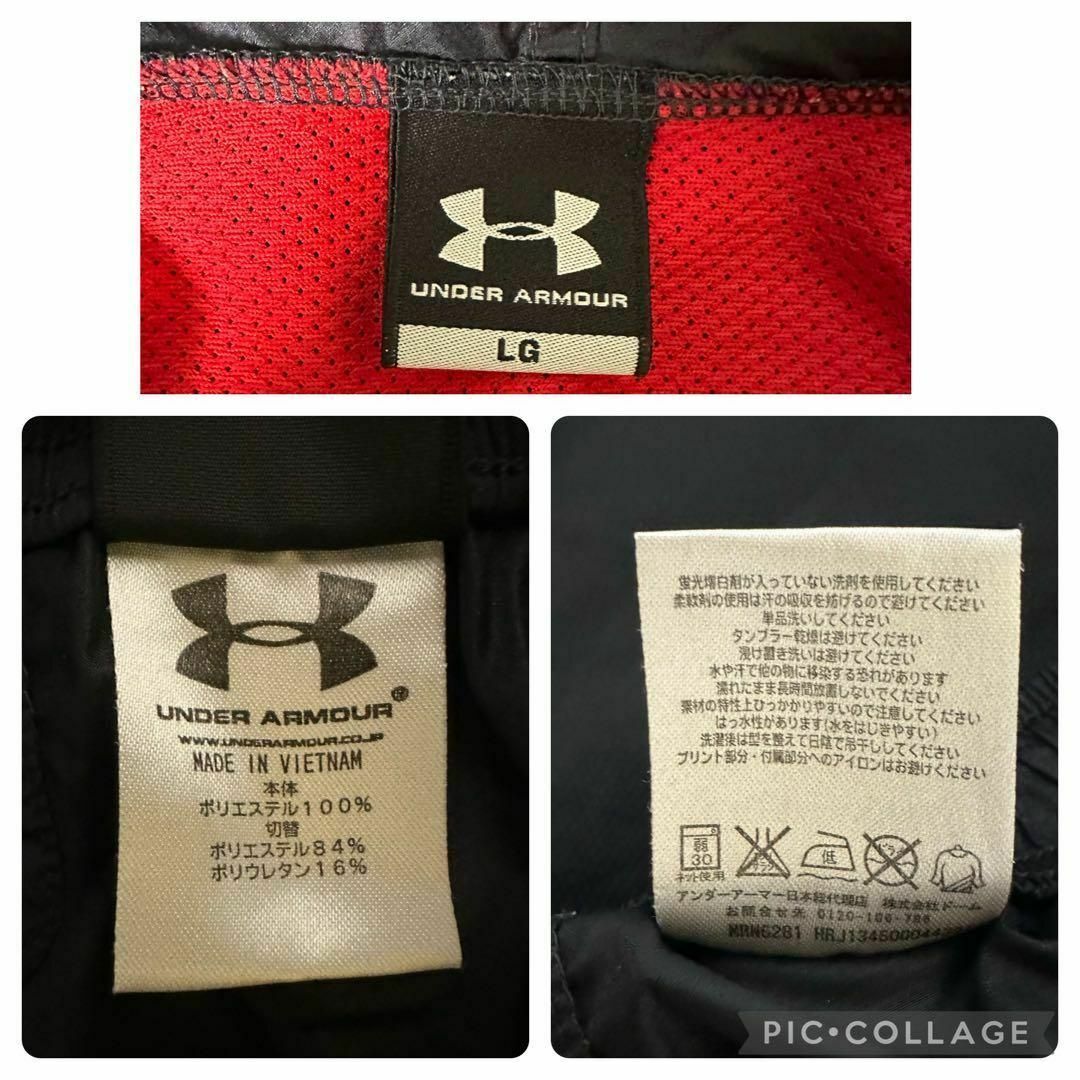 UNDER ARMOUR
LG
UNDER ARMOUR®
WWW.UNDERARMOUR.CO.JP
MADE IN VIETNAM
本体
ポリエステル100%
切替
ポリエステル84%
ポリウレタン16%
蛍光増白剤が入っていない洗剤を使用してください
柔軟剤の使用は汗の吸収を妨げるので避けてください
単品洗いしてください
タンブラー乾燥は避けてください
浸け置き洗いは避けてください
水や汗で他の物に移染する恐れがあります
濡れたまま長時間放置しないでください
素材の特性上ひっかかりやすいので注意してください
はっ水性があります(水をはじきやすい)
洗濯後は型を整えて日陰で吊干ししてください
プリント部分・付属部分へのアイロンはお避けください
弱
30
低
ネット使用
アンダーアーマー日本総代理店 株式会社ドーム
お問合せ先 0120-106-786
MRN6281
PIC•COLLAGE